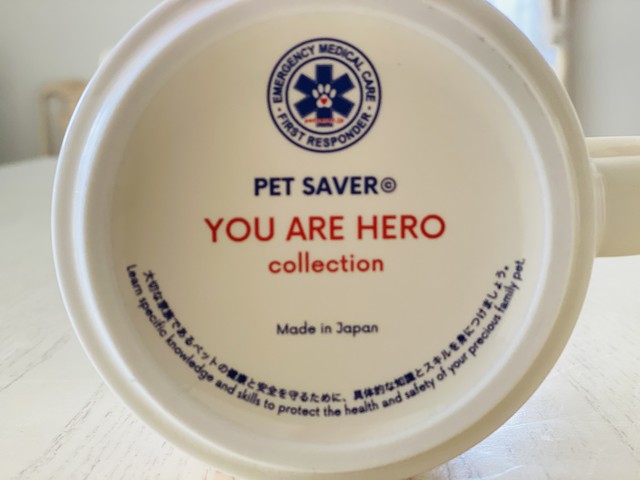 EMERGENCY MEDICAL CARE
FIRST RESPONDER
PET SAVER©
YOU ARE HERO
collection
Made in Japan
大切な家族であるペットの健康と安全を守るために、具体的な知識とスキルを身につけましょう。
Learn specific knowledge and skills to protect the health and safety of your precious family pet.